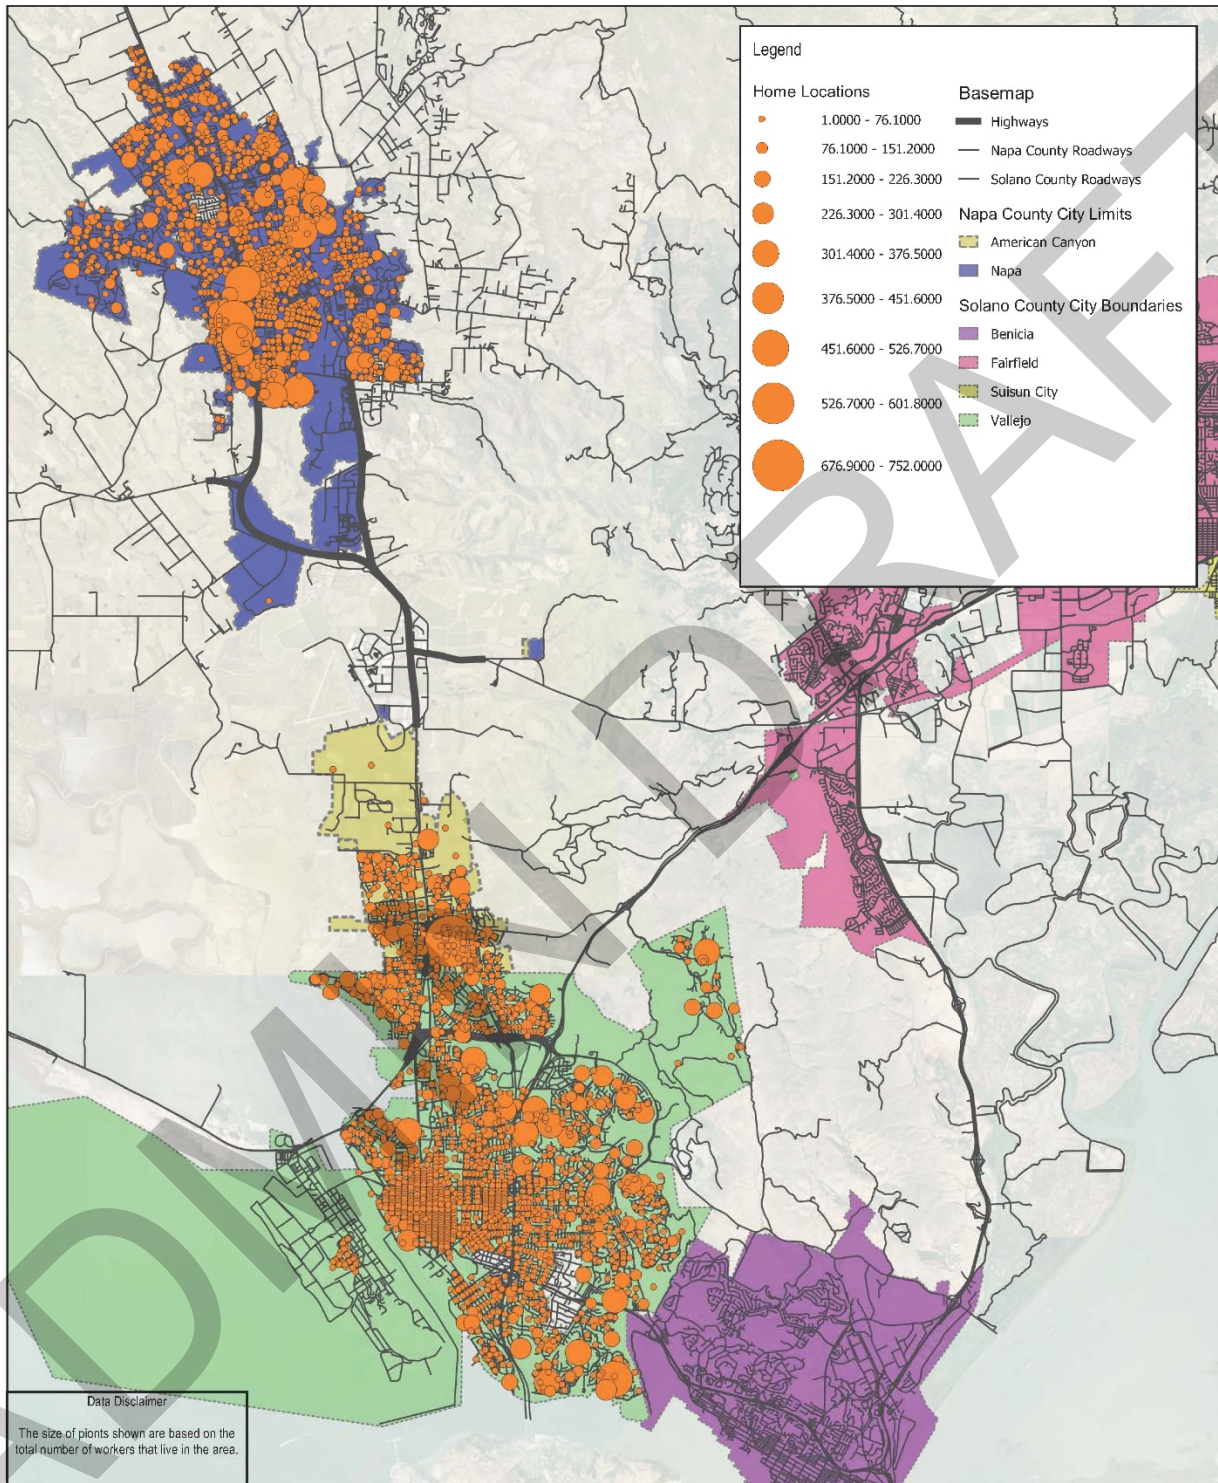 Legend
Home Locations
1.0000 - 76.1000
76.1000 - 151.2000
151.2000 - 226.3000
226.3000 - 301.4000
301.4000 - 376.5000
376.5000 - 451.6000
451.6000 - 526.7000
526.7000 - 601.8000
676.9000 - 752.0000
Basemap
Highways
Napa County Roadways
Solano County Roadways
Napa County City Limits
American Canyon
Napa
Solano County City Boundaries
Benicia
Fairfield
Suisun City
Vallejo
Data Disclaimer
The size of pionts shown are based on the
total number of workers that live in the area.
ADMIN DRAFT